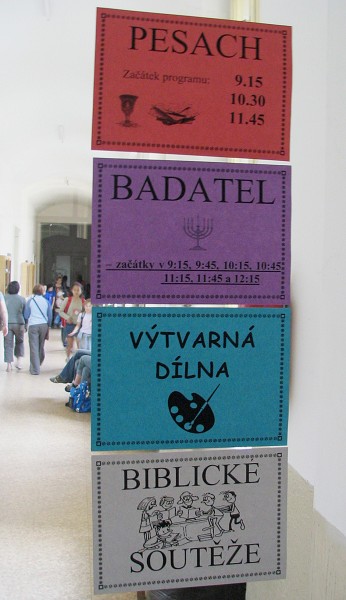 PESACH
Začátek programu: 9.15
10.30
11.45
BADATEL
– začátky v 9:15, 9:45, 10:15, 10:45,
11:15, 11:45 a 12:15
VÝTVARNÁ
DÍLNA
BIBLICKÉ
SOUTĚŽE